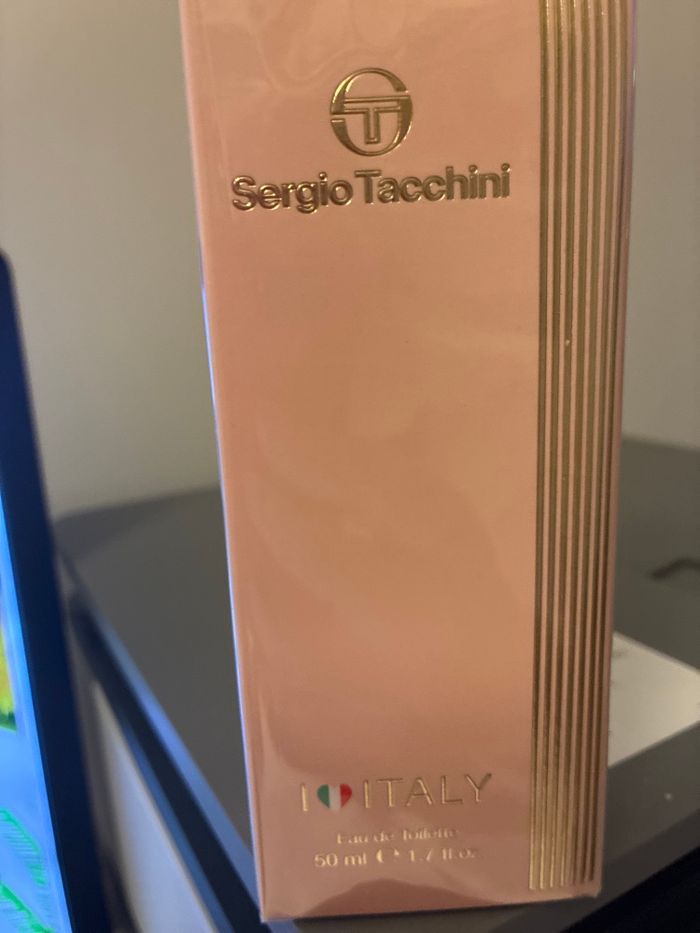 Sergio Tacchini
I ITALY
Eau de Toilette
50 ml e 1.7 fl.oz.